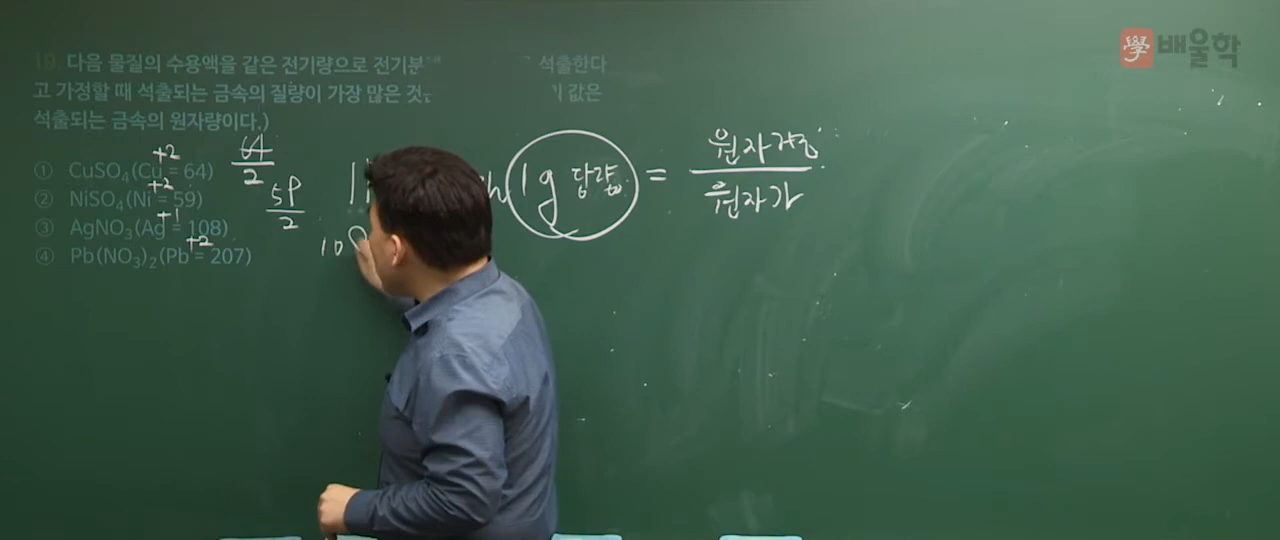 學 배울학
19. 다음 물질의 수용액을 같은 전기량으로 전기분 석출한다
고 가정할 때 석출되는 금속의 질량이 가장 많은 것은 값은
석출되는 금속의 원자량이다.)
① CuSO₄(Cu = 64) +2 64/2
② NiSO₄(Ni = 59) +2 59/2
③ AgNO₃(Ag = 108) +1 108
④ Pb(NO₃)₂(Pb = 207) +2
1g 당량 = 원자량/원자가